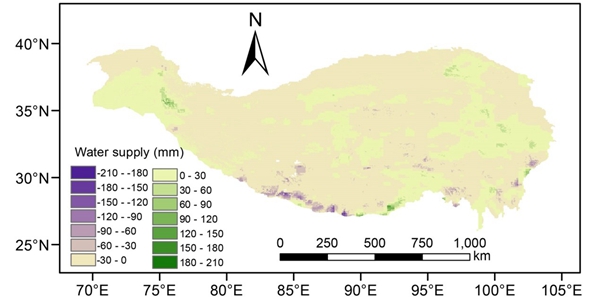 N
40°N
35°N
30°N
25°N
Water supply (mm)
-210 - -180
-180 - -150
-150 - -120
-120 - -90
-90 - -60
-60 - -30
-30 - 0
0 - 30
30 - 60
60 - 90
90 - 120
120 - 150
150 - 180
180 - 210
0 250 500 750 1,000
km
70°E 75°E 80°E 85°E 90°E 95°E 100°E 105°E